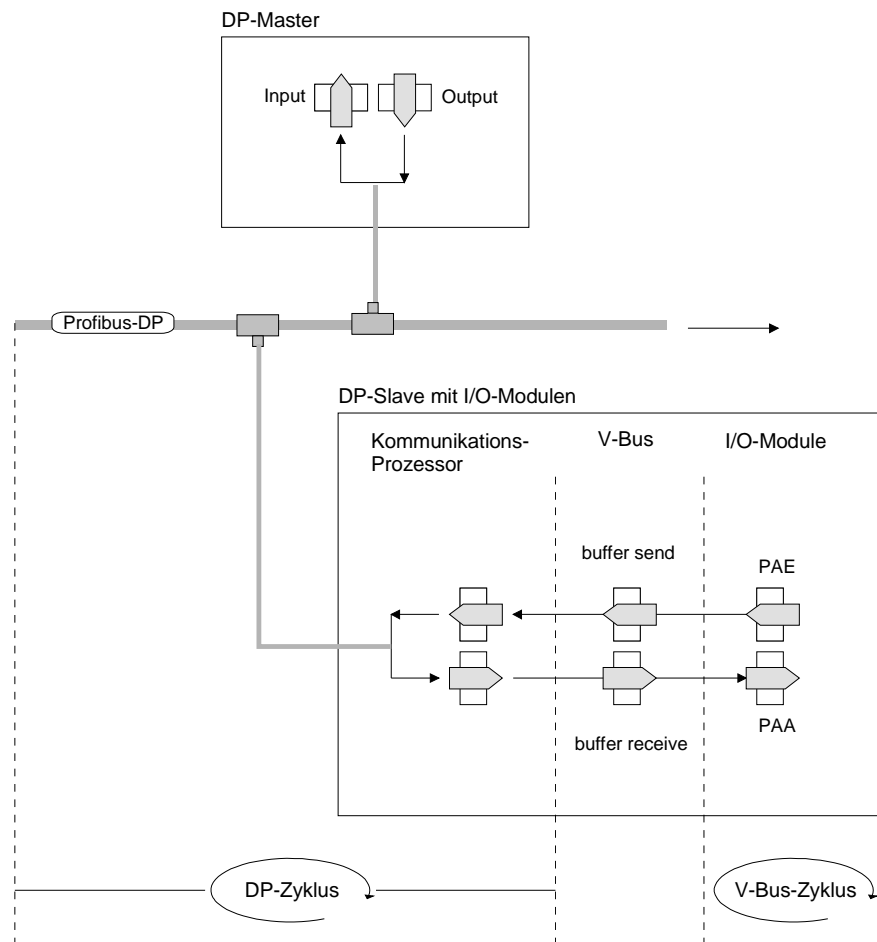 DP-Master
Input
Output
Profibus-DP
DP-Slave mit I/O-Modulen
Kommunikations-
Prozessor
V-Bus
I/O-Module
buffer send
PAE
buffer receive
PAA
DP-Zyklus
V-Bus-Zyklus